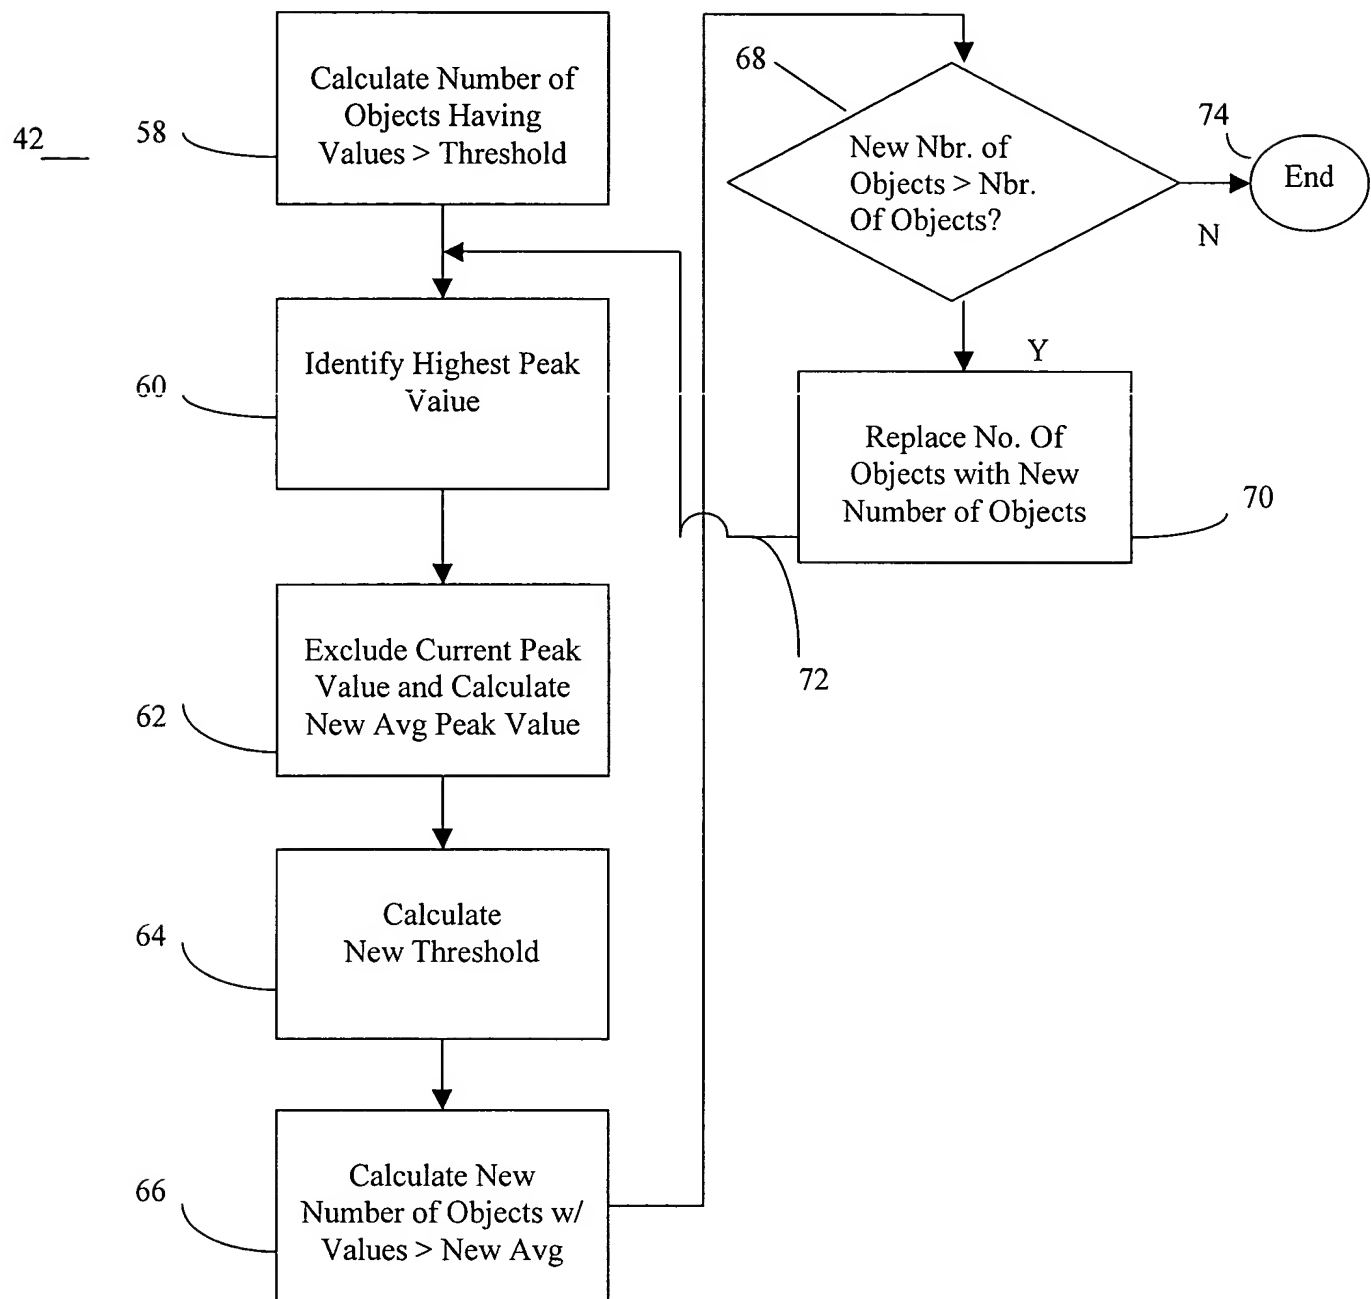 42
58
Calculate Number of
Objects Having
Values > Threshold
60
Identify Highest Peak
Value
62
Exclude Current Peak
Value and Calculate
New Avg Peak Value
64
Calculate
New Threshold
66
Calculate New
Number of Objects w/
Values > New Avg
68
New Nbr. of
Objects > Nbr.
Of Objects?
74
End
N
Y
Replace No. Of
Objects with New
Number of Objects
70
72